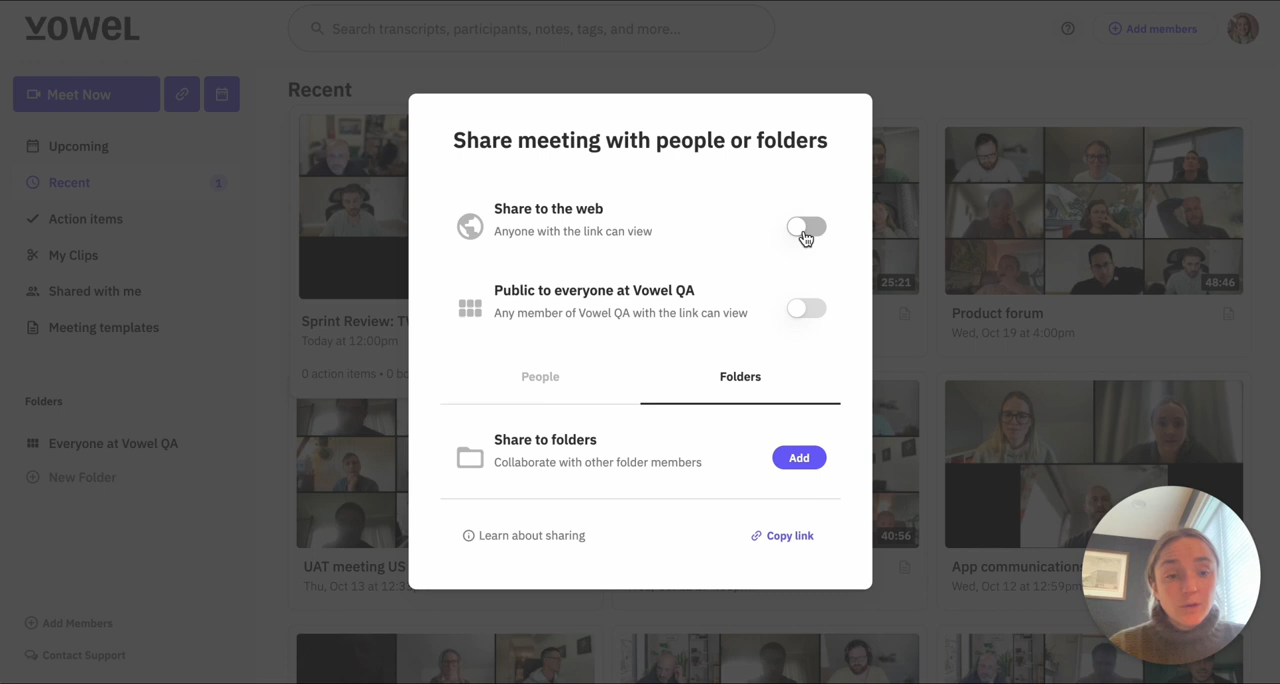 vowel
Search transcripts, participants, notes, tags, and more...
Add members
Meet Now
Upcoming
Recent
1
Action items
My Clips
Shared with me
Meeting templates
Folders
Everyone at Vowel QA
New Folder
Add Members
Contact Support
Recent
Sprint Review: T
Today at 12:00pm
0 action items • 0 bo
25:21
48:46
Product forum
Wed, Oct 19 at 4:00pm
UAT meeting US
Thu, Oct 13 at 12:3
40:56
App communications
Wed, Oct 12 at 12:59pm
Share meeting with people or folders
Share to the web
Anyone with the link can view
Public to everyone at Vowel QA
Any member of Vowel QA with the link can view
People
Folders
Share to folders
Collaborate with other folder members
Add
Learn about sharing
Copy link